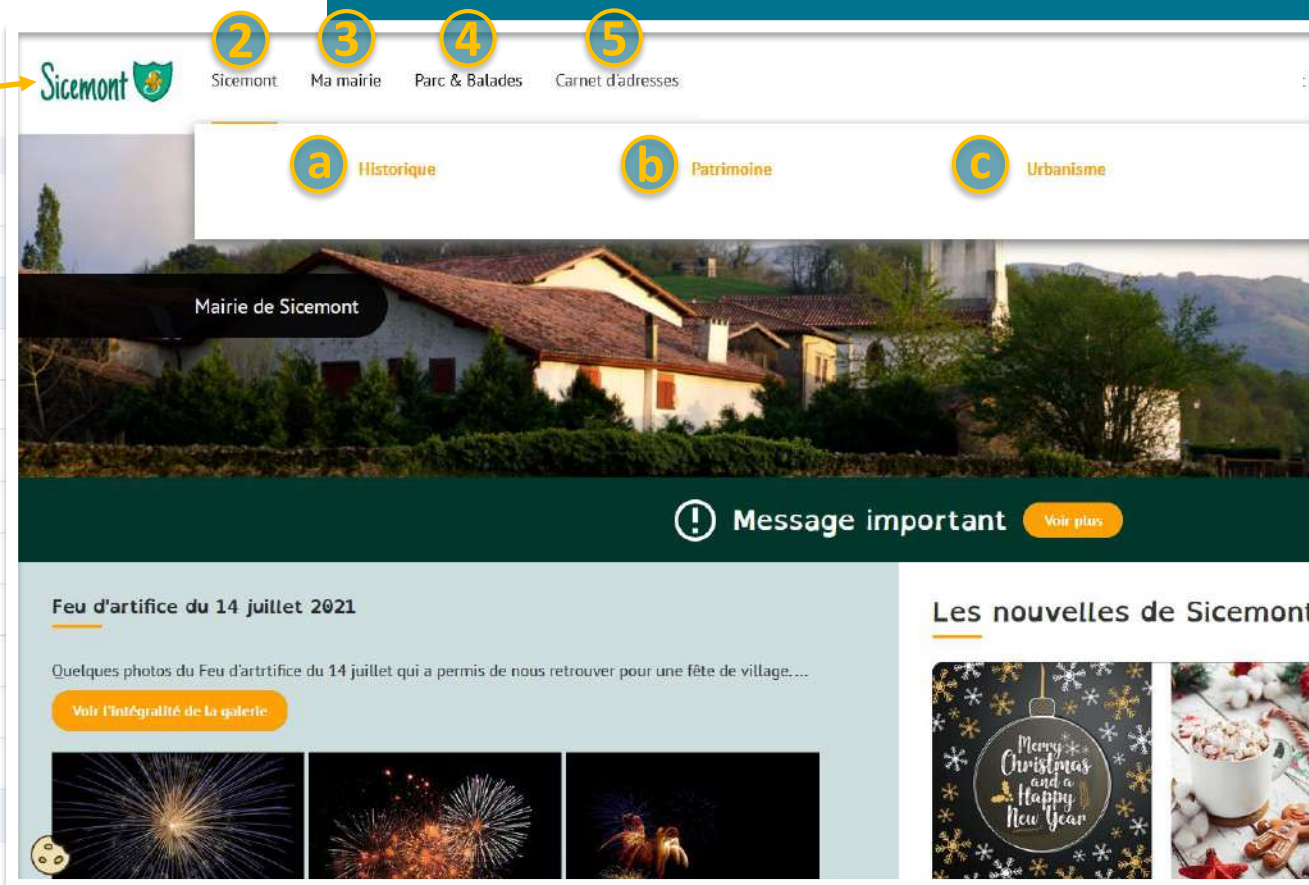 2 3 4 5
Sicemont Sicemont Ma mairie Parc & Balades Carnet d'adresses
a Historique b Patrimoine c Urbanisme
Mairie de Sicemont
! Message important Voir plus
Feu d'artifice du 14 juillet 2021
Quelques photos du Feu d'artrtifice du 14 juillet qui a permis de nous retrouver pour une fête de village....
Voir l'intégralité de la galerie
Les nouvelles de Sicemont
Merry
Christmas
and a
Happy
New Year